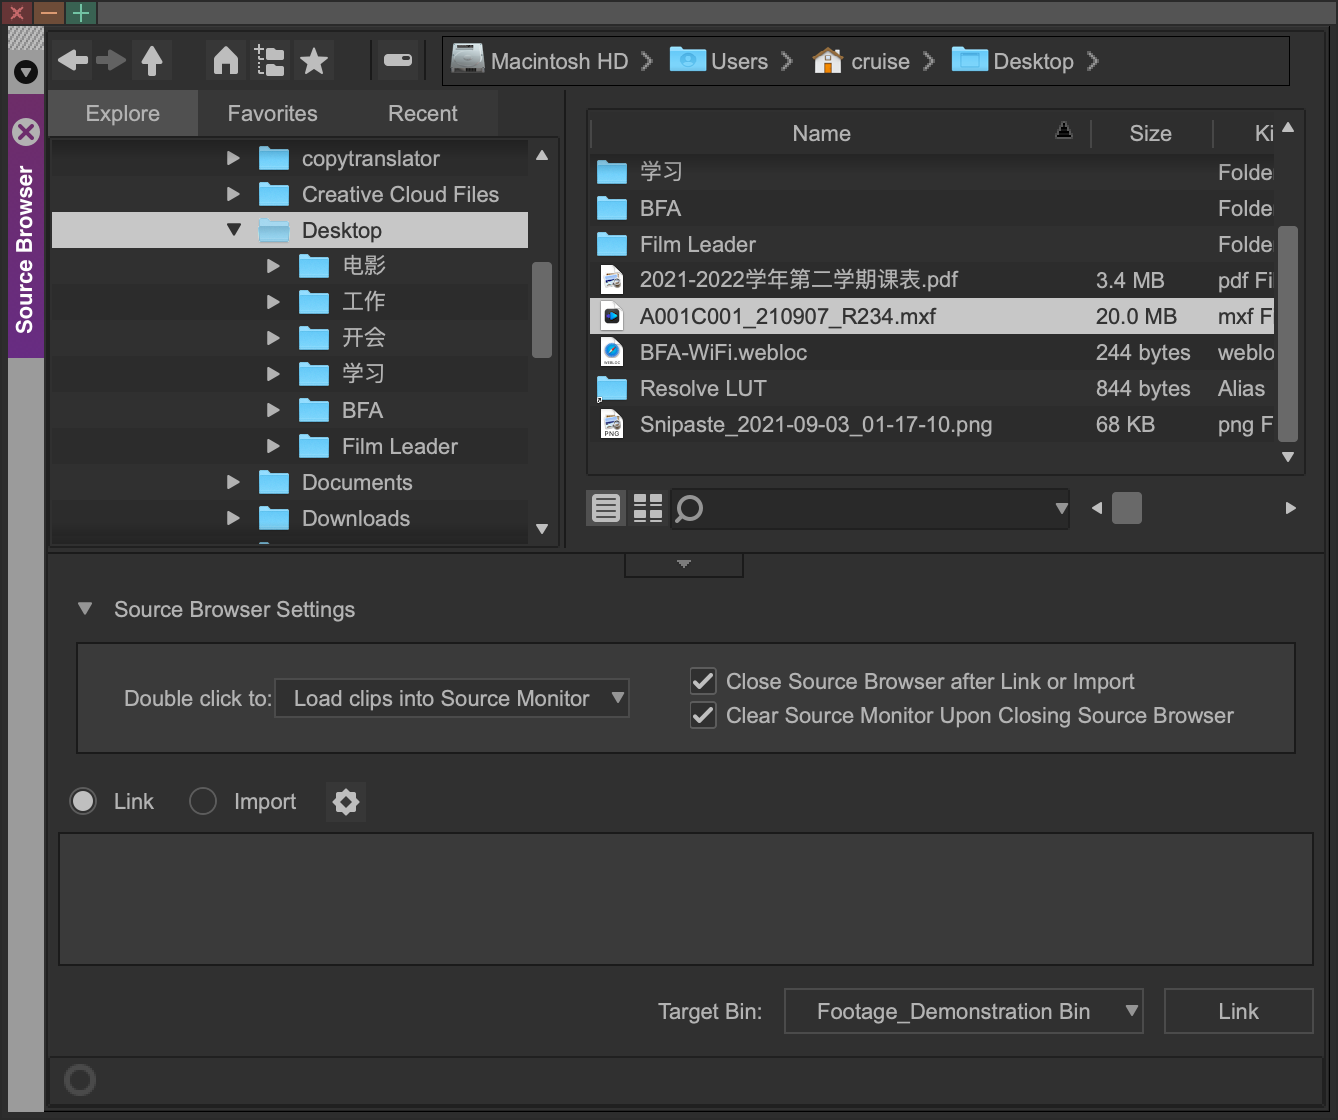 Source Browser
Macintosh HD Users cruise Desktop
Explore Favorites Recent
copytranslator
Creative Cloud Files
Desktop
电影
工作
开会
学习
BFA
Film Leader
Documents
Downloads
Name Size Ki
学习 Folde
BFA Folde
Film Leader Folde
2021-2022学年第二学期课表.pdf 3.4 MB pdf Fi
A001C001_210907_R234.mxf 20.0 MB mxf F
BFA-WiFi.webloc 244 bytes weblo
Resolve LUT 844 bytes Alias
Snipaste_2021-09-03_01-17-10.png 68 KB png F
Source Browser Settings
Double click to: Load clips into Source Monitor
Close Source Browser after Link or Import
Clear Source Monitor Upon Closing Source Browser
Link Import
Target Bin: Footage_Demonstration Bin Link